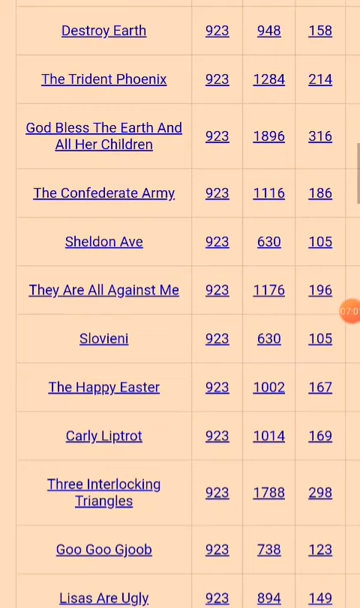 Destroy Earth 923 948 158
The Trident Phoenix 923 1284 214
God Bless The Earth And
All Her Children 923 1896 316
The Confederate Army 923 1116 186
Sheldon Ave 923 630 105
They Are All Against Me 923 1176 196
Slovieni 923 630 105
The Happy Easter 923 1002 167
Carly Liptrot 923 1014 169
Three Interlocking
Triangles 923 1788 298
Goo Goo Gjoob 923 738 123
Lisas Are Ugly 923 894 149